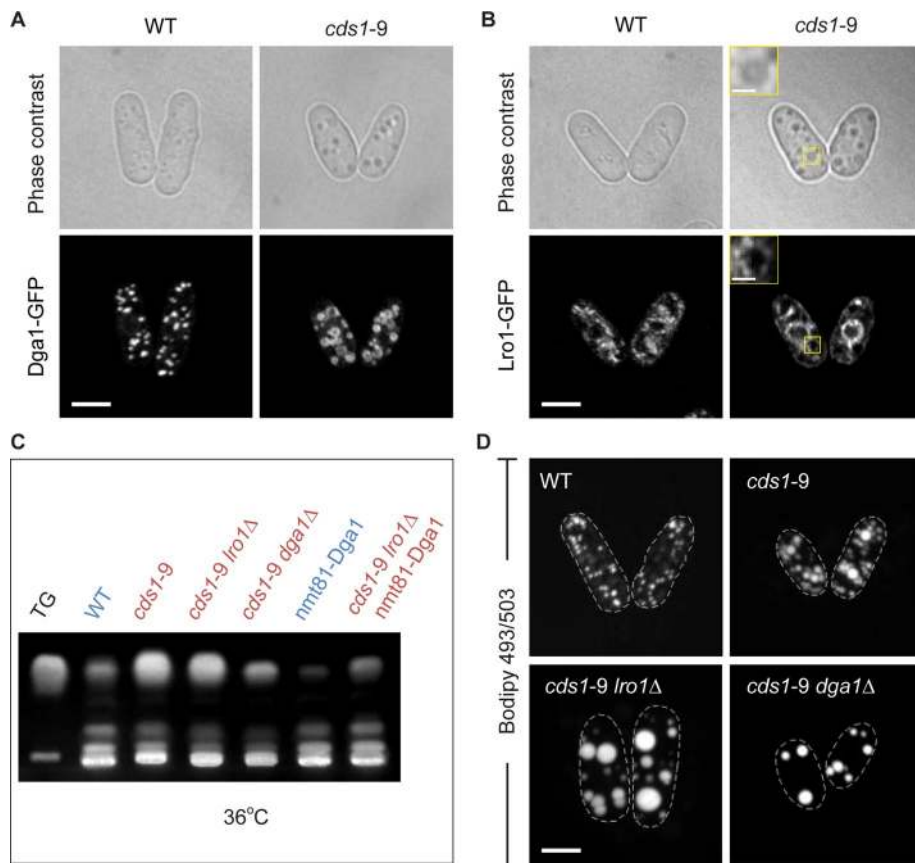 A
WT
cds1-9
Phase contrast
Dga1-GFP
B
WT
cds1-9
Phase contrast
Lro1-GFP
C
TG
WT
cds1-9
cds1-9 lro1Δ
cds1-9 dga1Δ
nmt81-Dga1
cds1-9 lro1Δ
nmt81-Dga1
36°C
D
Bodipy 493/503
WT
cds1-9
cds1-9 lro1Δ
cds1-9 dga1Δ